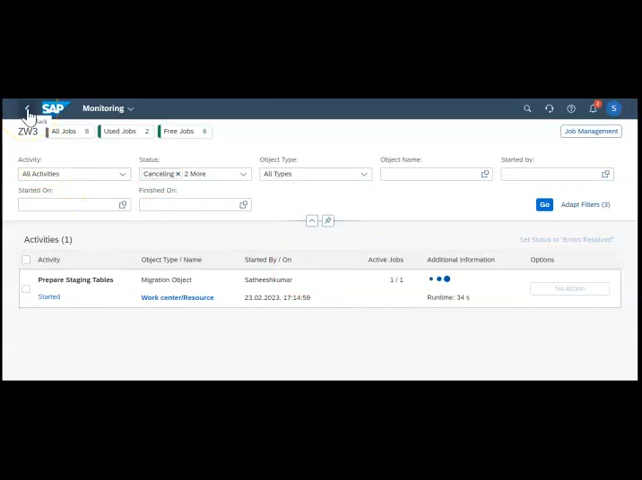 SAP Monitoring
Back
ZW3 All Jobs 8 Used Jobs 2 Free Jobs 6 Job Management
Activity: Status: Object Type: Object Name: Started by:
All Activities Canceling 2 More All Types
Started On: Finished On:
Go Adapt Filters (3)
Activities (1) Set Status to "Errors Resolved"
Activity Object Type / Name Started By / On Active Jobs Additional Information Options
Prepare Staging Tables Migration Object Satheeshkumar 1 / 1
No Action
Started Work center/Resource 23.02.2023, 17:14:59 Runtime: 34 s